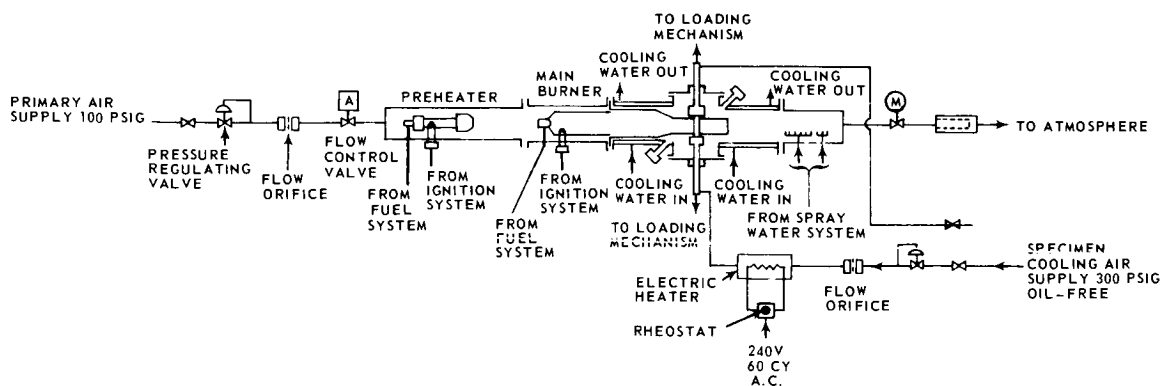 TO LOADING
MECHANISM
COOLING
WATER OUT
MAIN
BURNER
COOLING
WATER OUT
PRIMARY AIR
SUPPLY 100 PSIG
A
PREHEATER
M
TO ATMOSPHERE
PRESSURE
REGULATING
VALVE
FLOW
ORIFICE
FLOW
CONTROL
VALVE
FROM
FUEL
SYSTEM
FROM
IGNITION
SYSTEM
FROM
FUEL
SYSTEM
FROM
IGNITION
SYSTEM
COOLING
WATER IN
COOLING
WATER IN
TO LOADING
MECHANISM
FROM SPRAY
WATER SYSTEM
ELECTRIC
HEATER
RHEOSTAT
240V
60 CY
A.C.
FLOW
ORIFICE
SPECIMEN
COOLING AIR
SUPPLY 300 PSIG
OIL-FREE